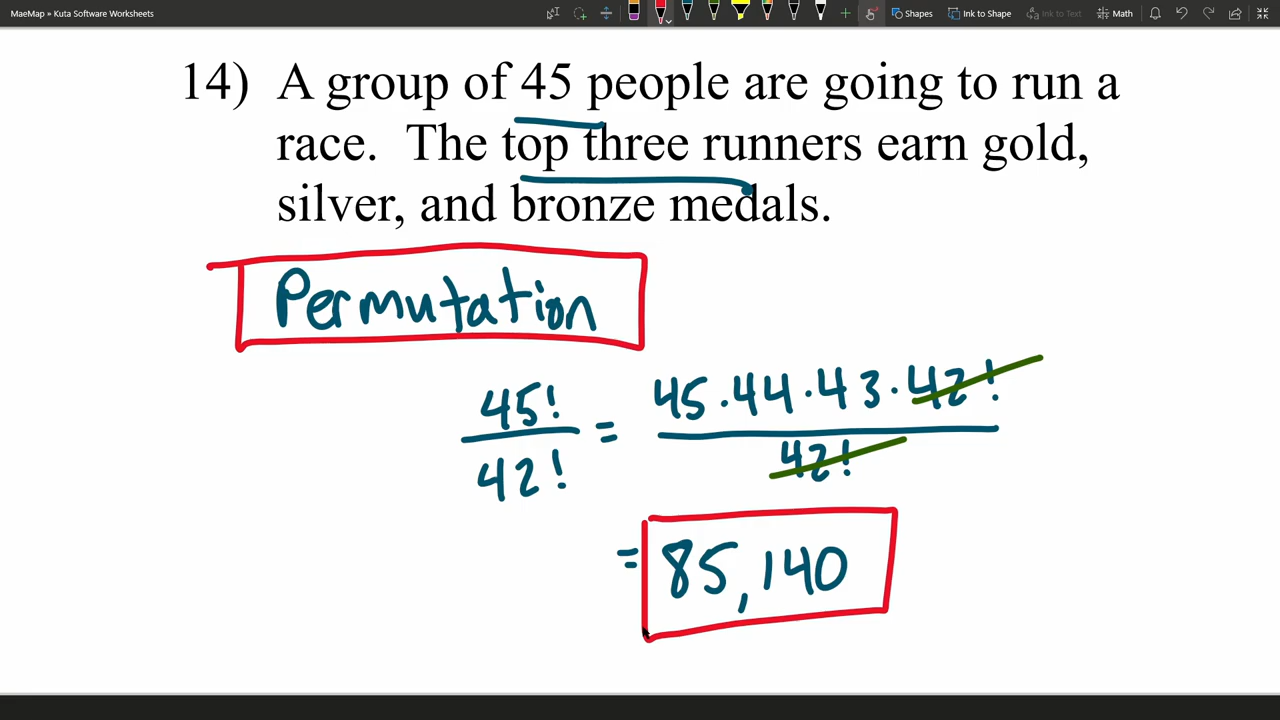 MaeMap » Kuta Software Worksheets
Shapes Ink to Shape Ink to Text Math
14) A group of 45 people are going to run a
race. The top three runners earn gold,
silver, and bronze medals.
Permutation
45!
42!
=
45·44·43·42!
42!
= 85,140